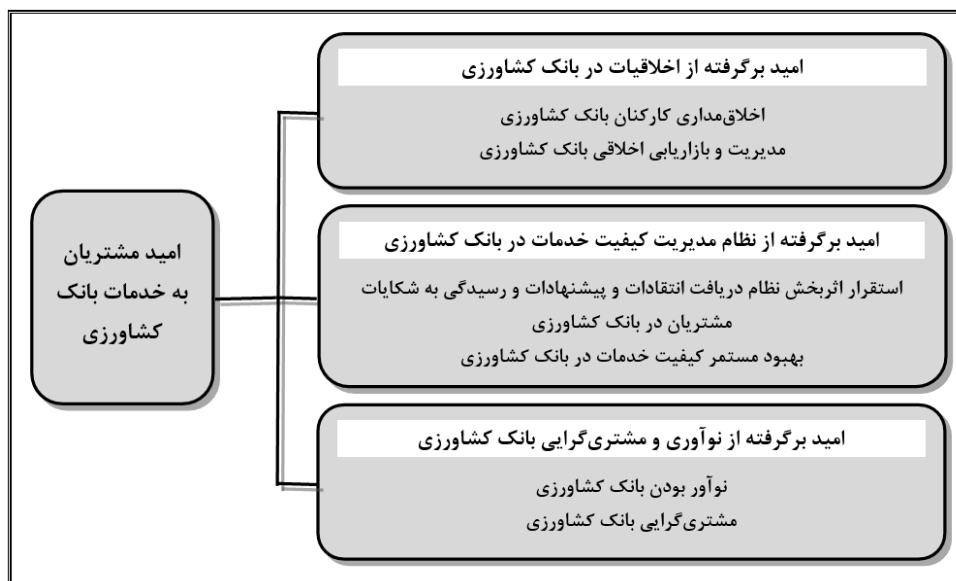 امید مشتریان
به خدمات بانک
کشاورزی
امید برگرفته از اخلاقیات در بانک کشاورزی
اخلاق‌مداری کارکنان بانک کشاورزی
مدیریت و بازاریابی اخلاقی بانک کشاورزی
امید برگرفته از نظام مدیریت کیفیت خدمات در بانک کشاورزی
استقرار اثربخش نظام دریافت انتقادات و پیشنهادات و رسیدگی به شکایات
مشتریان در بانک کشاورزی
بهبود مستمر کیفیت خدمات در بانک کشاورزی
امید برگرفته از نوآوری و مشتری‌گرایی بانک کشاورزی
نوآور بودن بانک کشاورزی
مشتری‌گرایی بانک کشاورزی